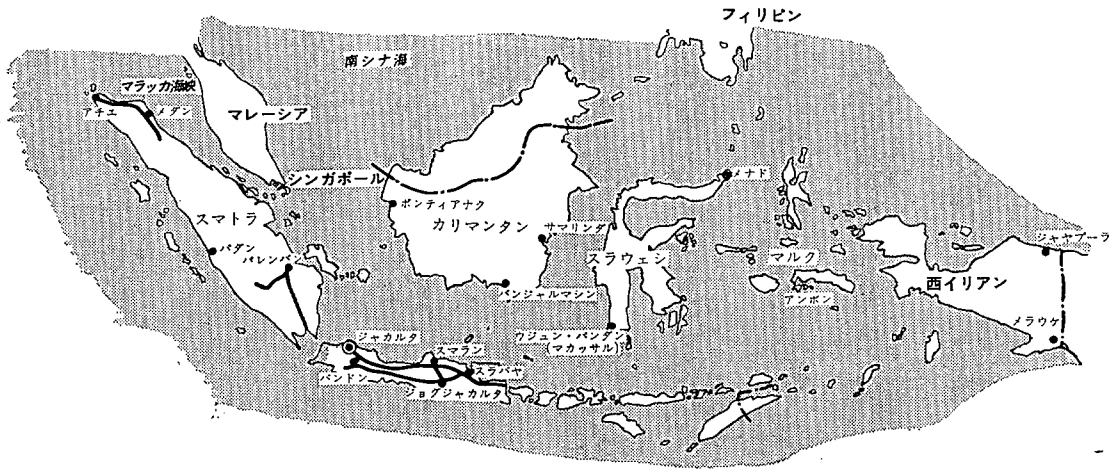 フィリピン
南シナ海
マラッカ海峡
アチエ
メダン
マレーシア
シンガポール
メナド
ポンティアナク
スマトラ
カリマンタン
サマリンダ
ジャヤプーラ
パダン
パレンバン
スラウェシ
マルク
西イリアン
バンジャルマシン
アンボン
メラウケ
ウジュン・パンダン
(マカッサル)
ジャカルタ
スマラン
スラバヤ
バンドン
ジョグジャカルタ